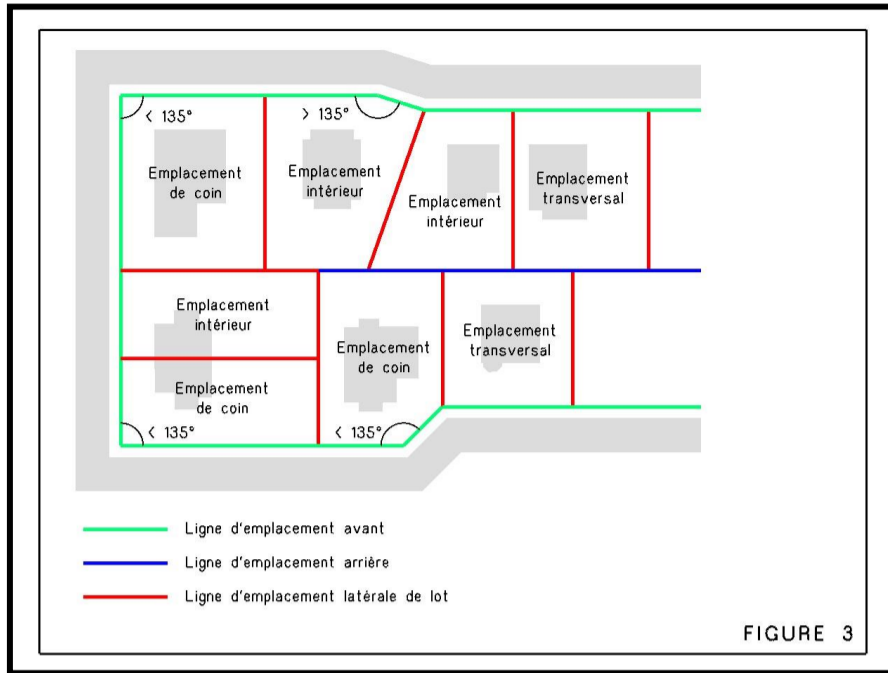 < 135°
> 135°
Emplacement
de coin
Emplacement
intérieur
Emplacement
intérieur
Emplacement
transversal
Emplacement
intérieur
Emplacement
de coin
Emplacement
transversal
Emplacement
de coin
< 135°
< 135°
Ligne d'emplacement avant
Ligne d'emplacement arrière
Ligne d'emplacement latérale de lot
FIGURE 3